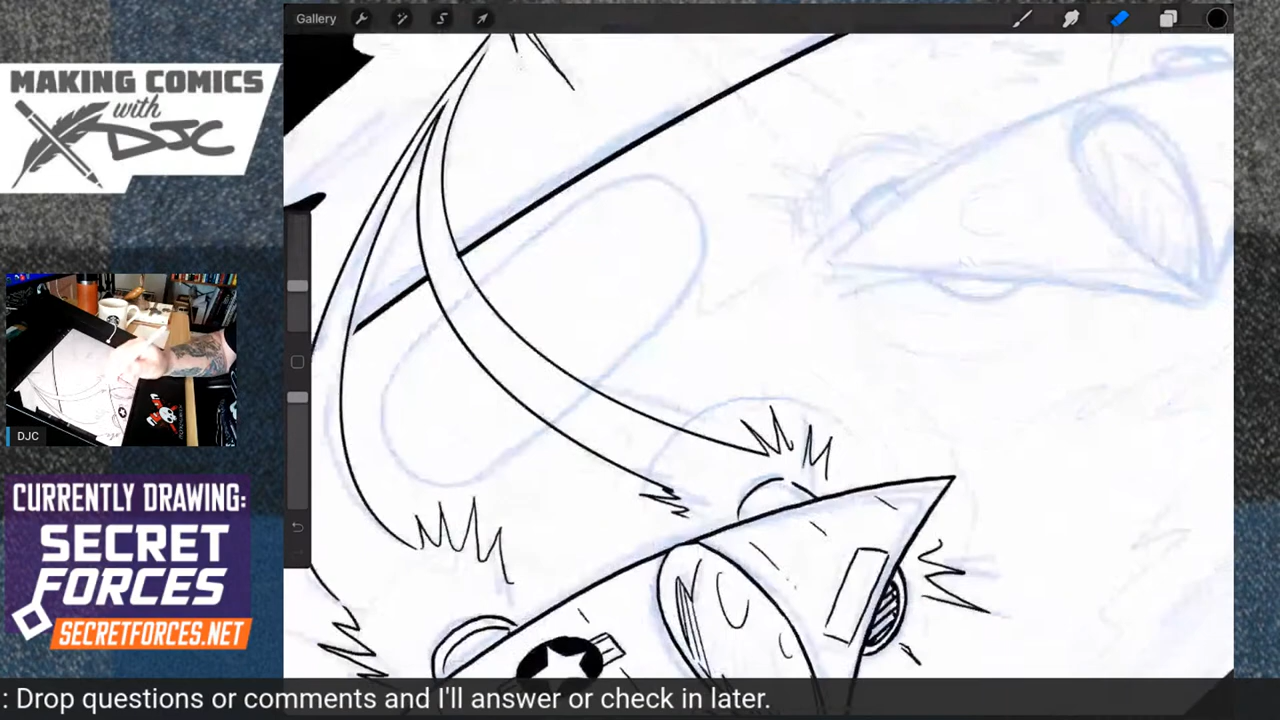 Gallery
MAKING COMICS
with
DJC
DJC
CURRENTLY DRAWING:
SECRET
FORCES
SECRETFORCES.NET
: Drop questions or comments and I'll answer or check in later.